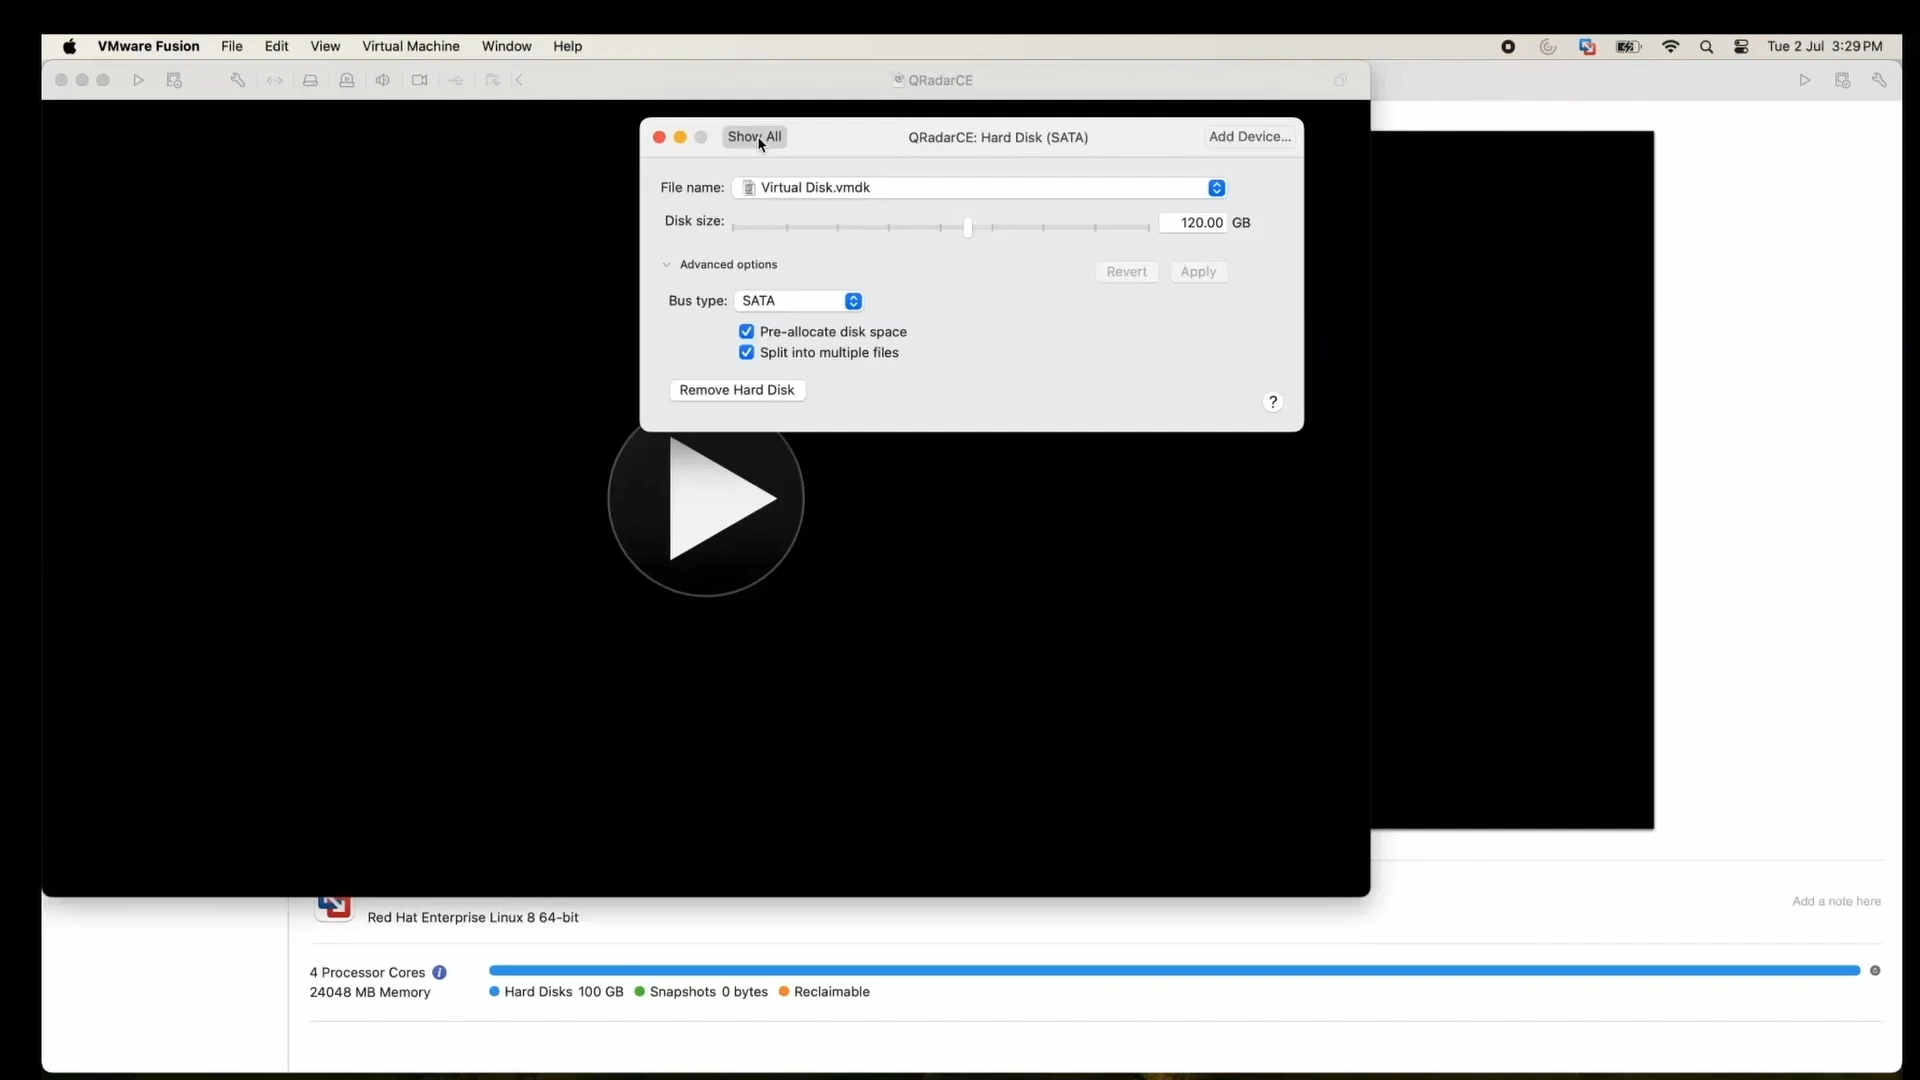 VMware Fusion File Edit View Virtual Machine Window Help Tue 2 Jul 3:29 PM
QRadarCE
Show All QRadarCE: Hard Disk (SATA) Add Device...
File name: Virtual Disk.vmdk
Disk size: 120.00 GB
Advanced options
Revert Apply
Bus type: SATA
Pre-allocate disk space
Split into multiple files
Remove Hard Disk
?
Red Hat Enterprise Linux 8 64-bit
Add a note here
4 Processor Cores
24048 MB Memory
Hard Disks 100 GB Snapshots 0 bytes Reclaimable